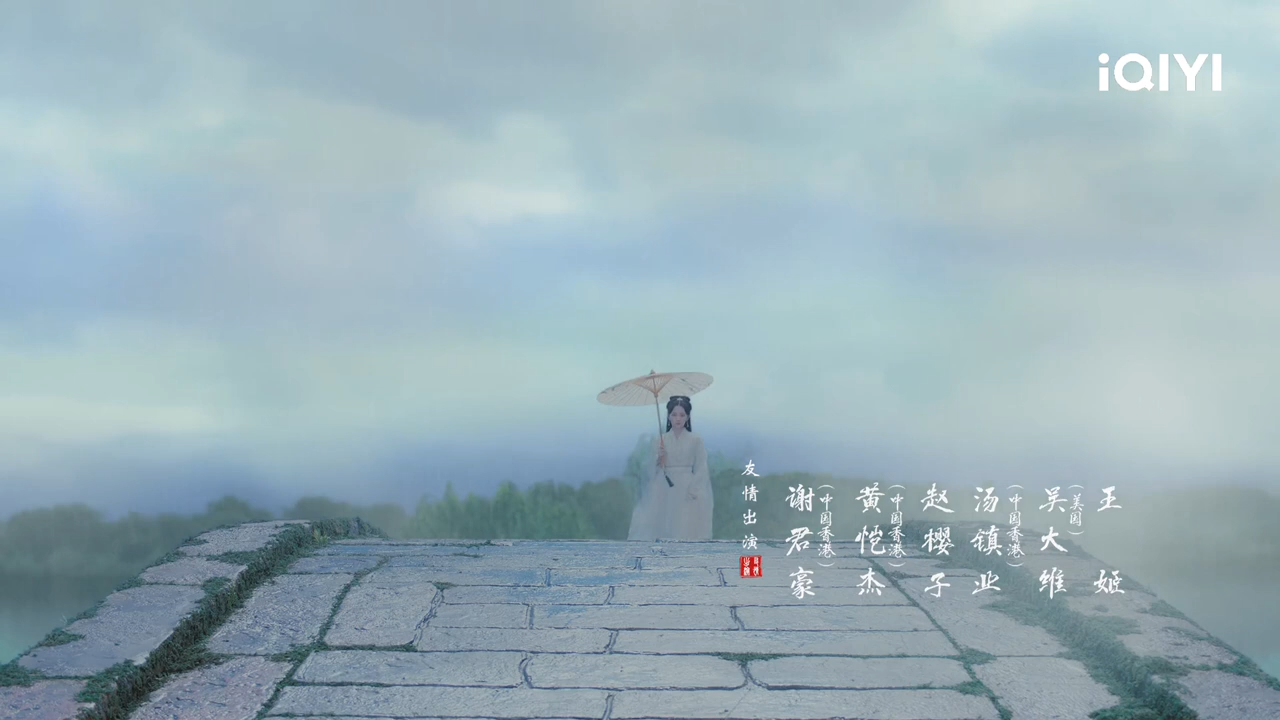 iQIYI
友情出演
谢君豪
(中国香港)
黄恺杰
(中国香港)
赵樱子
汤镇业
(中国香港)
吴大维
(美国)
王姬